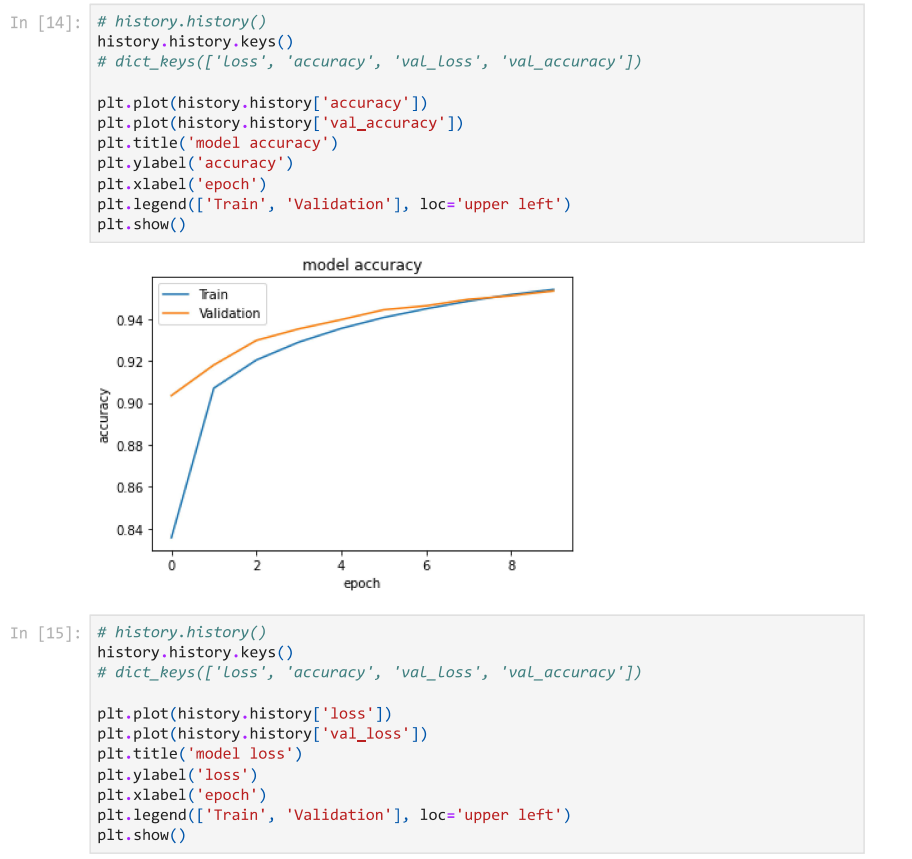 In [14]:
# history.history()
history.history.keys()
# dict_keys(['loss', 'accuracy', 'val_loss', 'val_accuracy'])
plt.plot(history.history['accuracy'])
plt.plot(history.history['val_accuracy'])
plt.title('model accuracy')
plt.ylabel('accuracy')
plt.xlabel('epoch')
plt.legend(['Train', 'Validation'], loc='upper left')
plt.show()
model accuracy
Train
Validation
0.94
0.92
0.90
0.88
0.86
0.84
accuracy
0 2 4 6 8
epoch
In [15]:
# history.history()
history.history.keys()
# dict_keys(['loss', 'accuracy', 'val_loss', 'val_accuracy'])
plt.plot(history.history['loss'])
plt.plot(history.history['val_loss'])
plt.title('model loss')
plt.ylabel('loss')
plt.xlabel('epoch')
plt.legend(['Train', 'Validation'], loc='upper left')
plt.show()